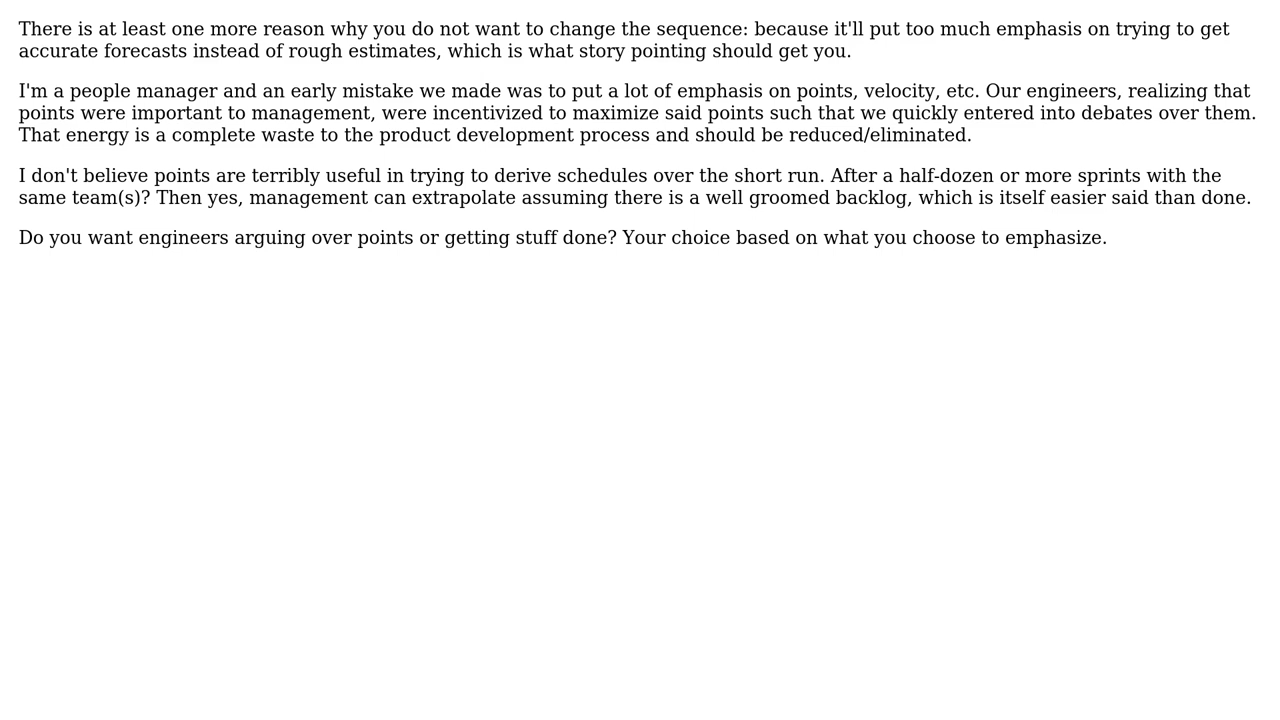 There is at least one more reason why you do not want to change the sequence: because it'll put too much emphasis on trying to get
accurate forecasts instead of rough estimates, which is what story pointing should get you.
I'm a people manager and an early mistake we made was to put a lot of emphasis on points, velocity, etc. Our engineers, realizing that
points were important to management, were incentivized to maximize said points such that we quickly entered into debates over them.
That energy is a complete waste to the product development process and should be reduced/eliminated.
I don't believe points are terribly useful in trying to derive schedules over the short run. After a half-dozen or more sprints with the
same team(s)? Then yes, management can extrapolate assuming there is a well groomed backlog, which is itself easier said than done.
Do you want engineers arguing over points or getting stuff done? Your choice based on what you choose to emphasize.